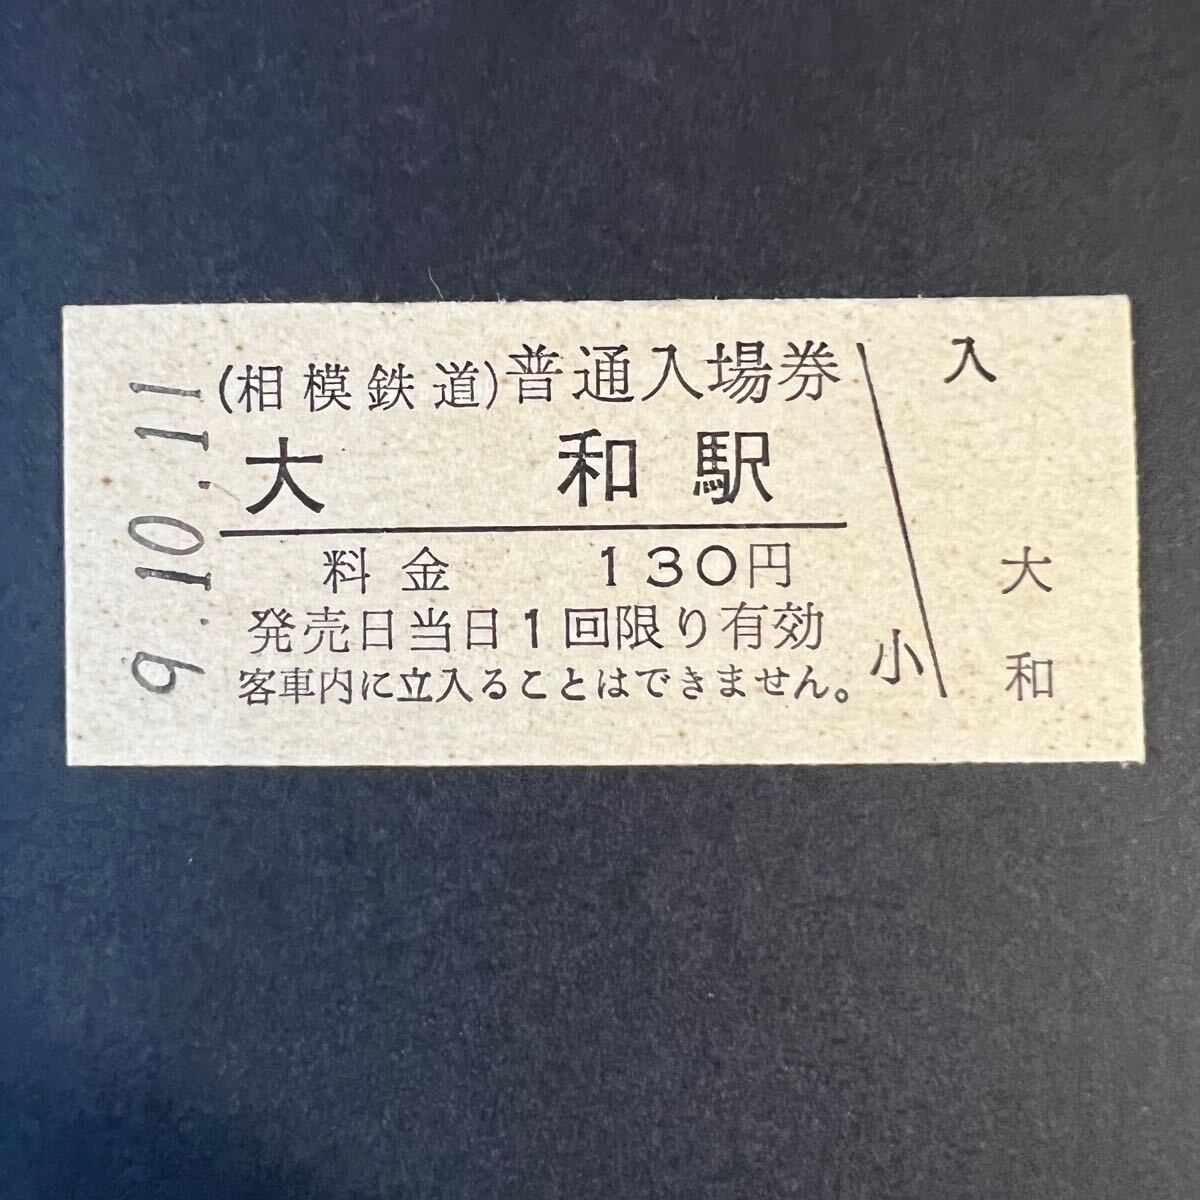 9.10.11
(相模鉄道)普通入場券
大和駅
料金 130円
発売日当日1回限り有効
客車内に立入ることはできません。
小
入
大和